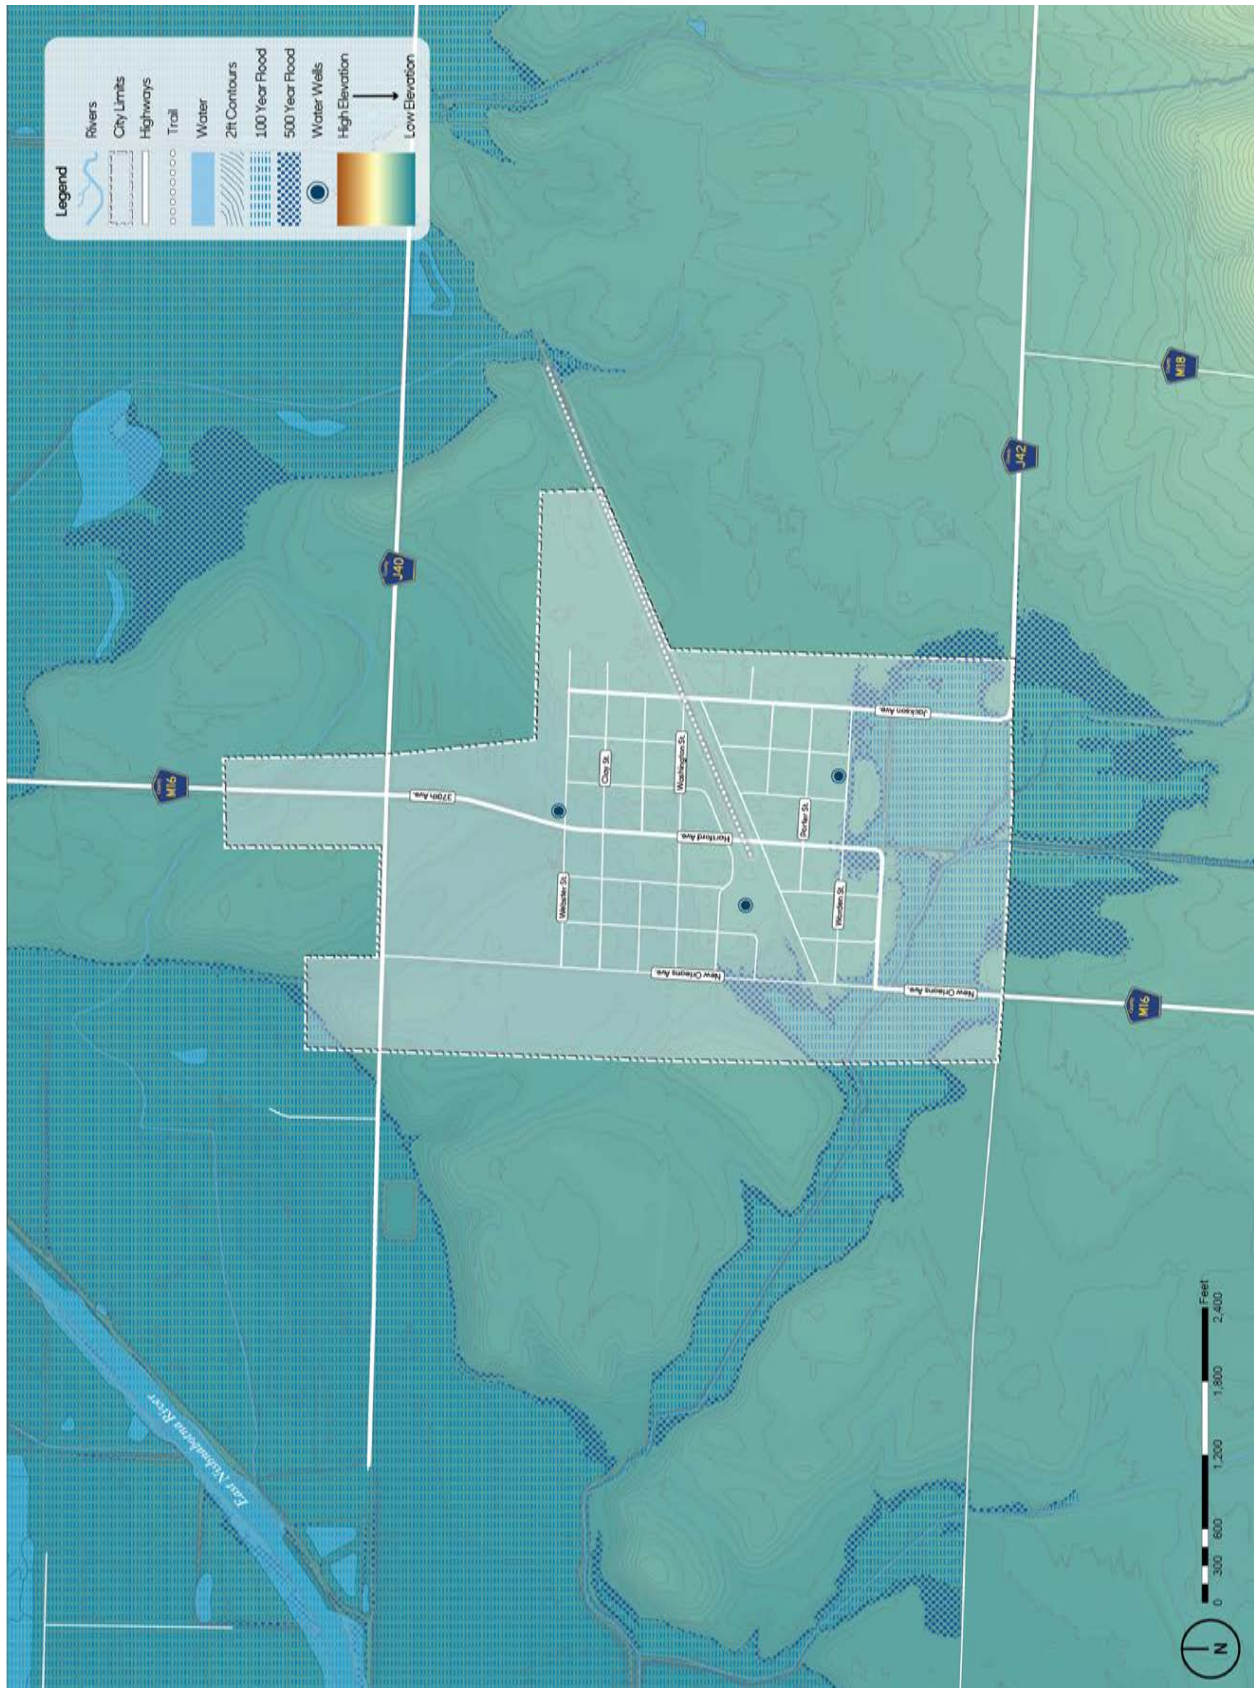 Legend
Rivers
City Limits
Highways
Trail
Water
2ft Contours
100 Year Flood
500 Year Flood
Water Wells
High Elevation
Low Elevation
M16
J40
370th Ave.
Webster St.
Clay St.
Washington St.
Hartford Ave.
New Orleans Ave.
Porter St.
Worden St.
Jackson Ave.
New Orleans Ave.
J42
M18
M16
East Nishnabotna River
N
0 300 600 1,200 1,800 2,400
Feet